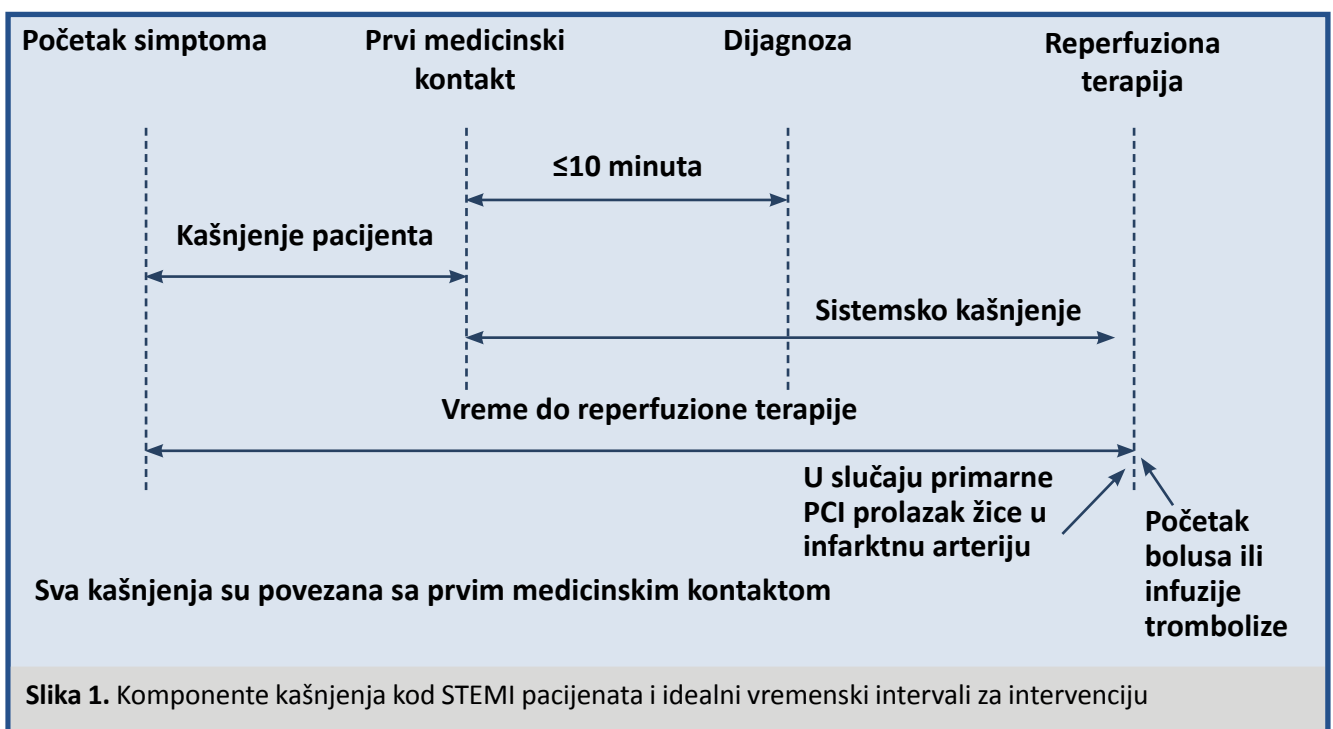 Početak simptoma
Prvi medicinski
kontakt
Dijagnoza
Reperfuziona
terapija
≤10 minuta
Kašnjenje pacijenta
Sistemsko kašnjenje
Vreme do reperfuzione terapije
U slučaju primarne
PCI prolazak žice u
infarktnu arteriju
Početak
bolusa ili
infuzije
trombolize
Sva kašnjenja su povezana sa prvim medicinskim kontaktom
Slika 1. Komponente kašnjenja kod STEMI pacijenata i idealni vremenski intervali za intervenciju